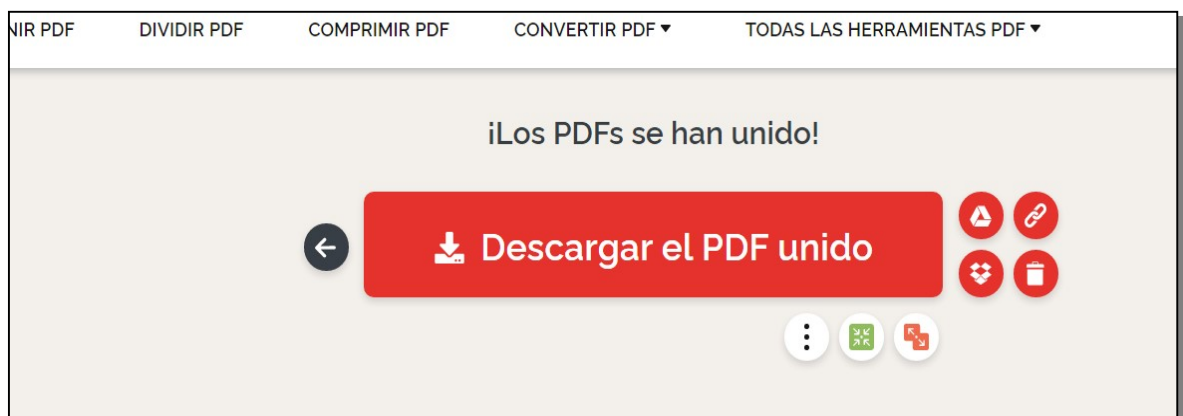 NIR PDF DIVIDIR PDF COMPRIMIR PDF CONVERTIR PDF TODAS LAS HERRAMIENTAS PDF
¡Los PDFs se han unido!
Descargar el PDF unido